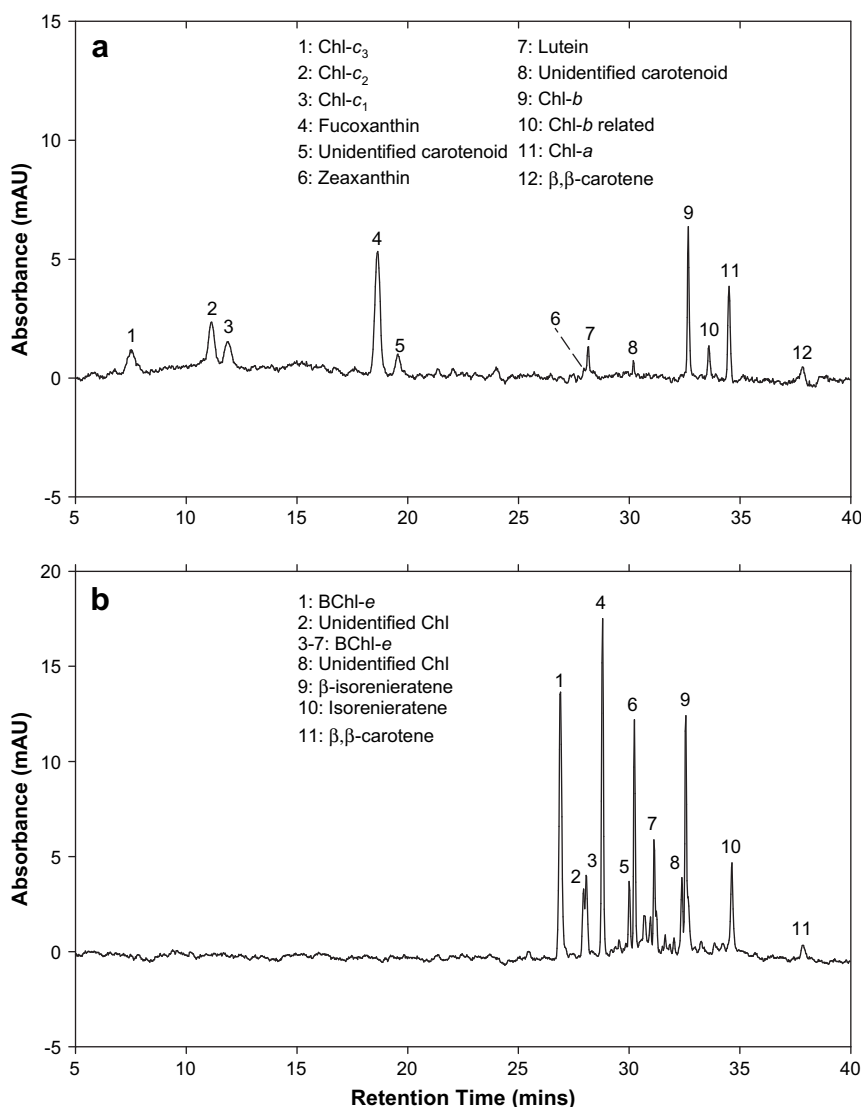 a
1: Chl-c3
2: Chl-c2
3: Chl-c1
4: Fucoxanthin
5: Unidentified carotenoid
6: Zeaxanthin
7: Lutein
8: Unidentified carotenoid
9: Chl-b
10: Chl-b related
11: Chl-a
12: β,β-carotene
Absorbance (mAU)
15
10
5
0
-5
1
2
3
4
5
6
7
8
9
10
11
12
5 10 15 20 25 30 35 40
b
1: BChl-e
2: Unidentified Chl
3-7: BChl-e
8: Unidentified Chl
9: β-isorenieratene
10: Isorenieratene
11: β,β-carotene
Absorbance (mAU)
20
15
10
5
0
-5
1
2
3
4
5
6
7
8
9
10
11
5 10 15 20 25 30 35 40
Retention Time (mins)